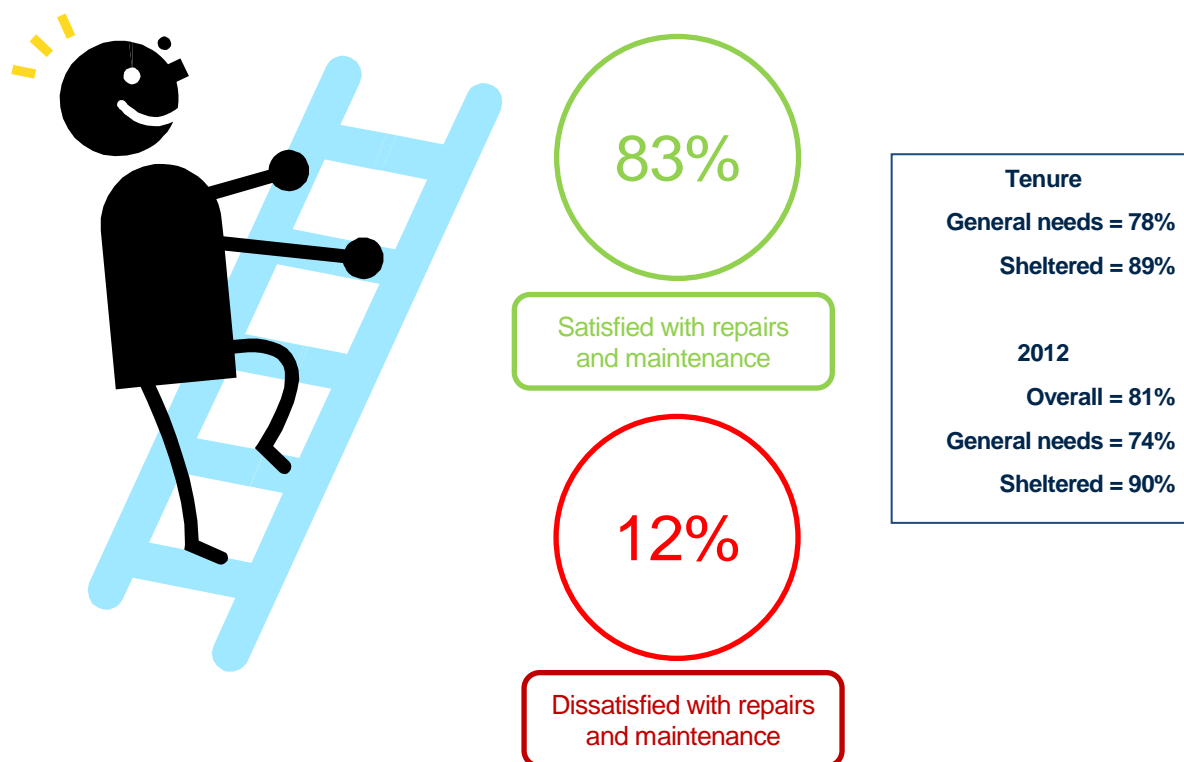 83%
Satisfied with repairs
and maintenance
12%
Dissatisfied with repairs
and maintenance
Tenure
General needs = 78%
Sheltered = 89%
2012
Overall = 81%
General needs = 74%
Sheltered = 90%